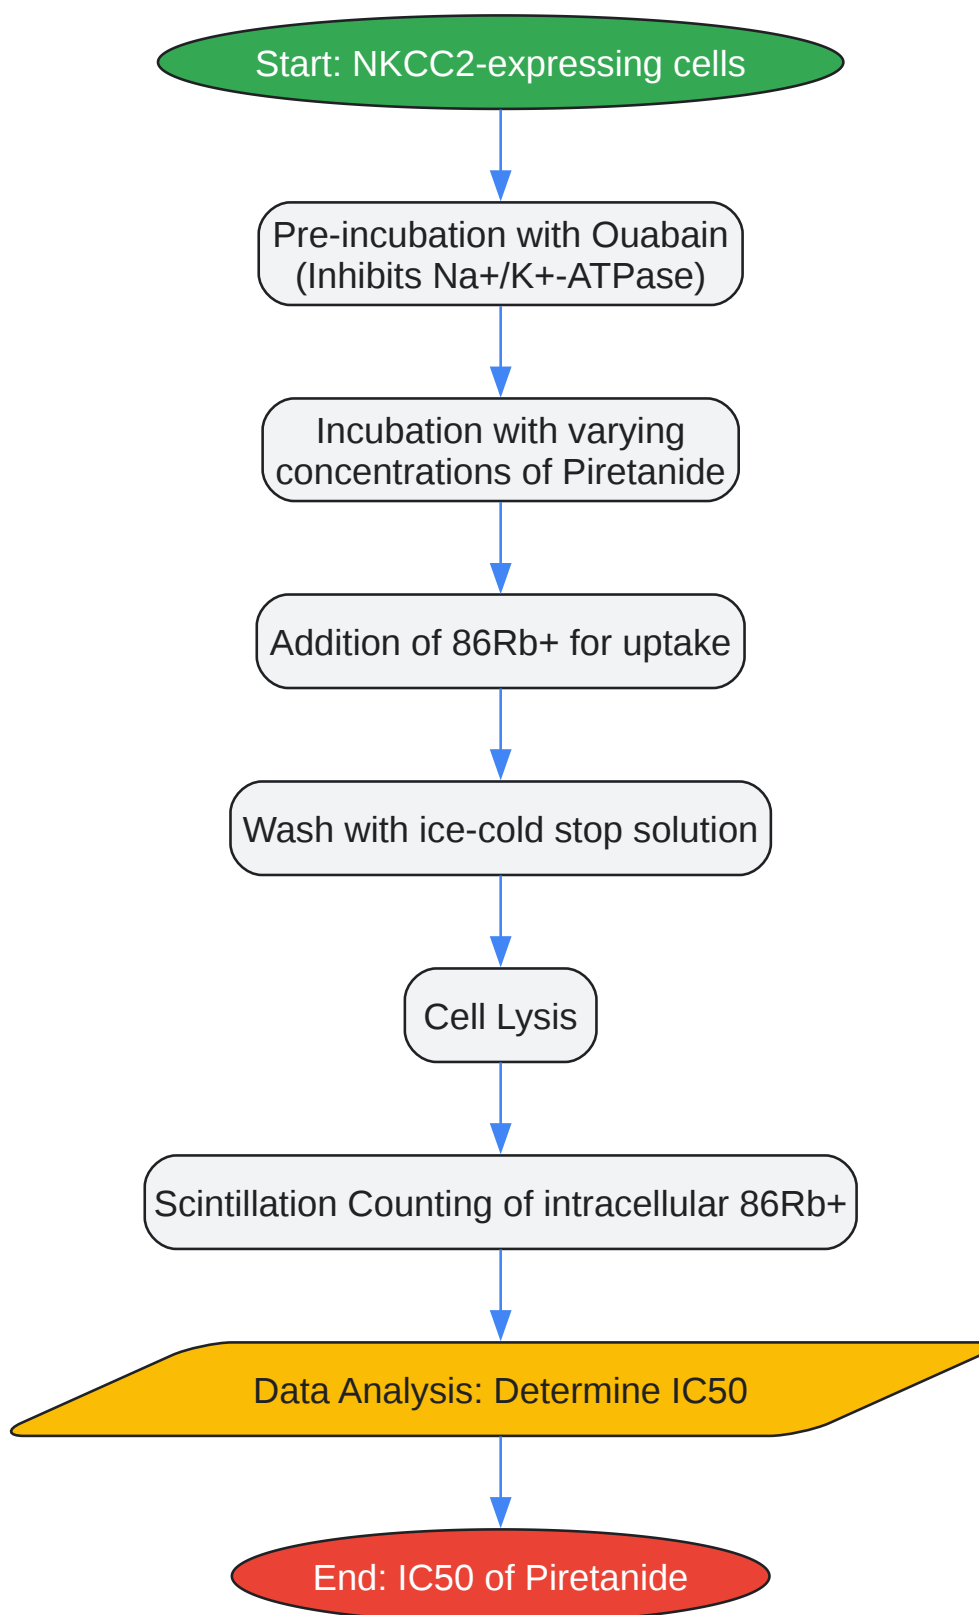 Start: NKCC2-expressing cells
Pre-incubation with Ouabain
(Inhibits Na+/K+-ATPase)
Incubation with varying
concentrations of Piretanide
Addition of 86Rb+ for uptake
Wash with ice-cold stop solution
Cell Lysis
Scintillation Counting of intracellular 86Rb+
Data Analysis: Determine IC50
End: IC50 of Piretanide